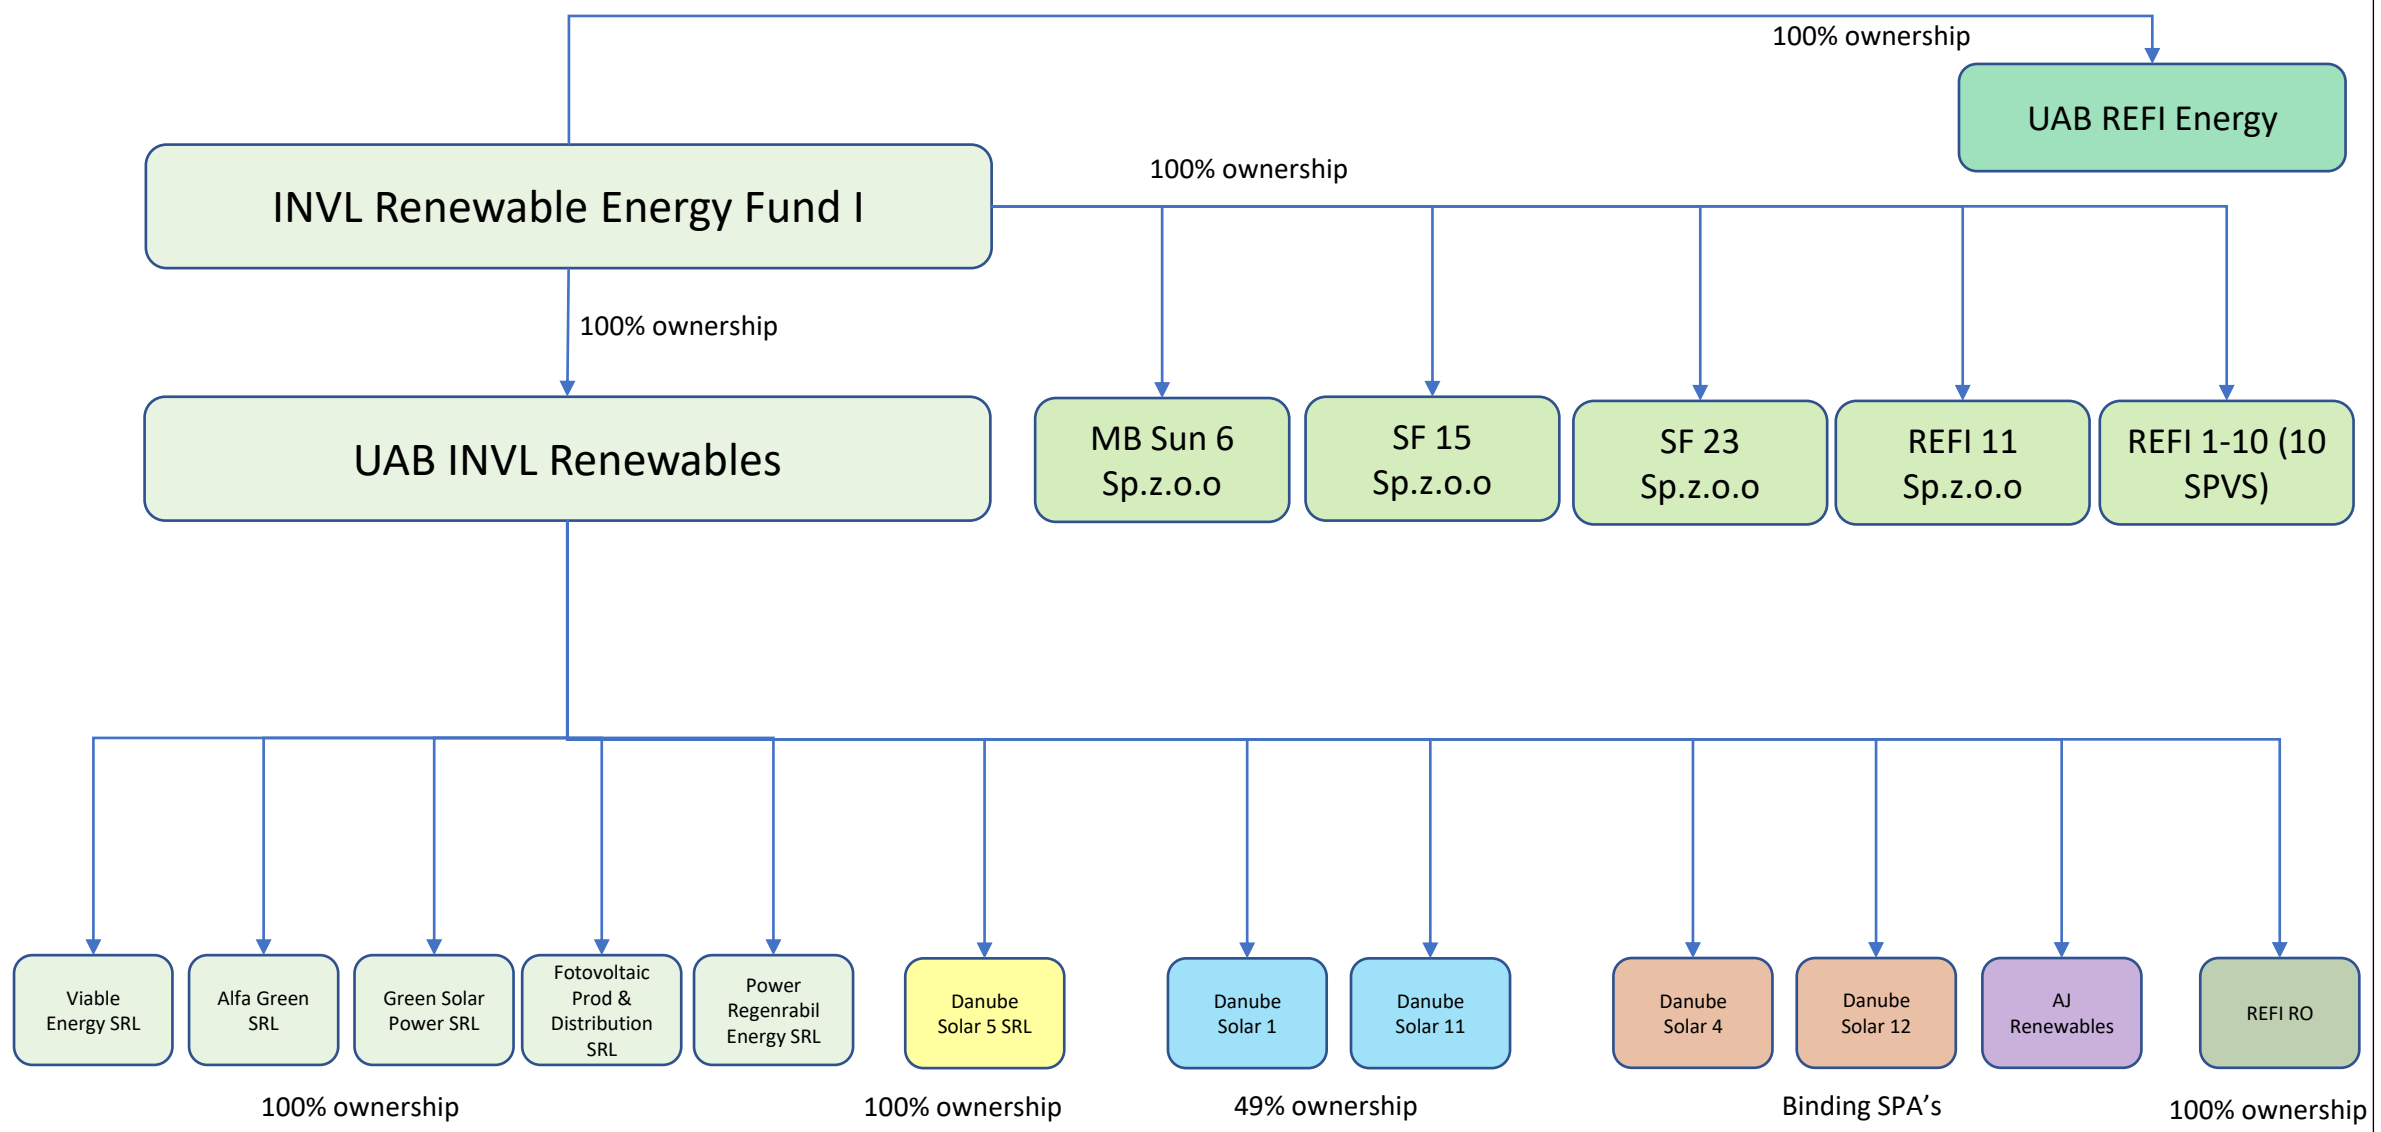 100% ownership
UAB REFI Energy
INVL Renewable Energy Fund I
100% ownership
100% ownership
UAB INVL Renewables
MB Sun 6
Sp.z.o.o
SF 15
Sp.z.o.o
SF 23
Sp.z.o.o
REFI 11
Sp.z.o.o
REFI 1-10 (10
SPVS)
Viable
Energy SRL
Alfa Green
SRL
Green Solar
Power SRL
Fotovoltaic
Prod &
Distribution
SRL
Power
Regenrabil
Energy SRL
Danube
Solar 5 SRL
Danube
Solar 1
Danube
Solar 11
Danube
Solar 4
Danube
Solar 12
AJ
Renewables
REFI RO
100% ownership
100% ownership
49% ownership
Binding SPA's
100% ownership